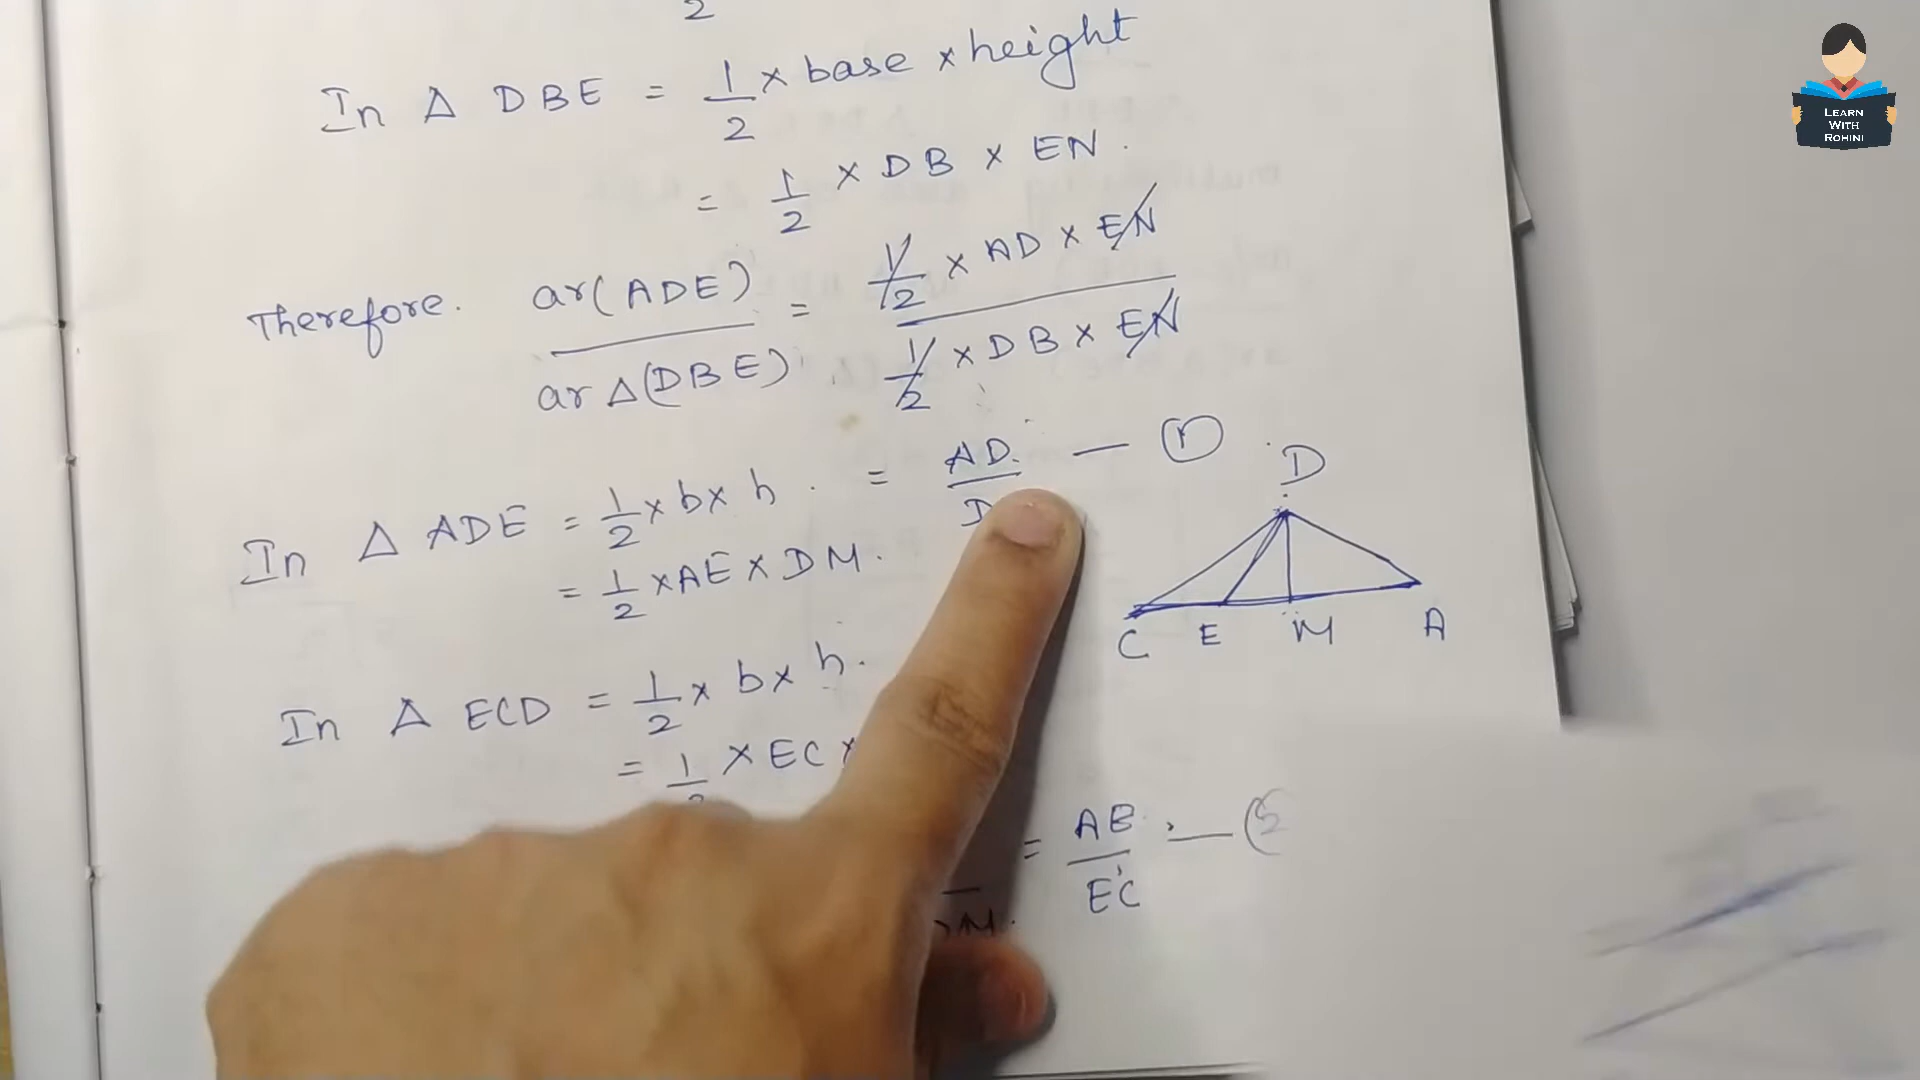 2
In Δ DBE = 1/2 × base × height
= 1/2 × DB × EN.
Therefore. ar(ADE) / ar Δ(DBE) = 1/2 × AD × EN / 1/2 × DB × EN
= AD. / D — 1
In Δ ADE = 1/2 × b × h.
= 1/2 × AE × DM.
D
C E M A
In Δ ECD = 1/2 × b × h.
= 1/2 × EC ×
= AE / EC — 2
DM.
LEARN
WITH
ROHINI